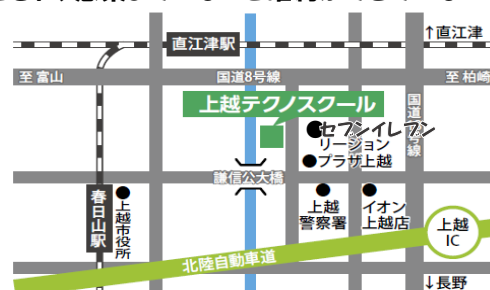 ↑直江津
直江津駅
至 富山
国道8号線
至 柏崎
上越テクノスクール
セブンイレブン
リージョン
プラザ上越
国道
号線
謙信公大橋
春日山駅
上越市役所
上越
警察署
イオン
上越店
上越
IC
北陸自動車道
↓長野